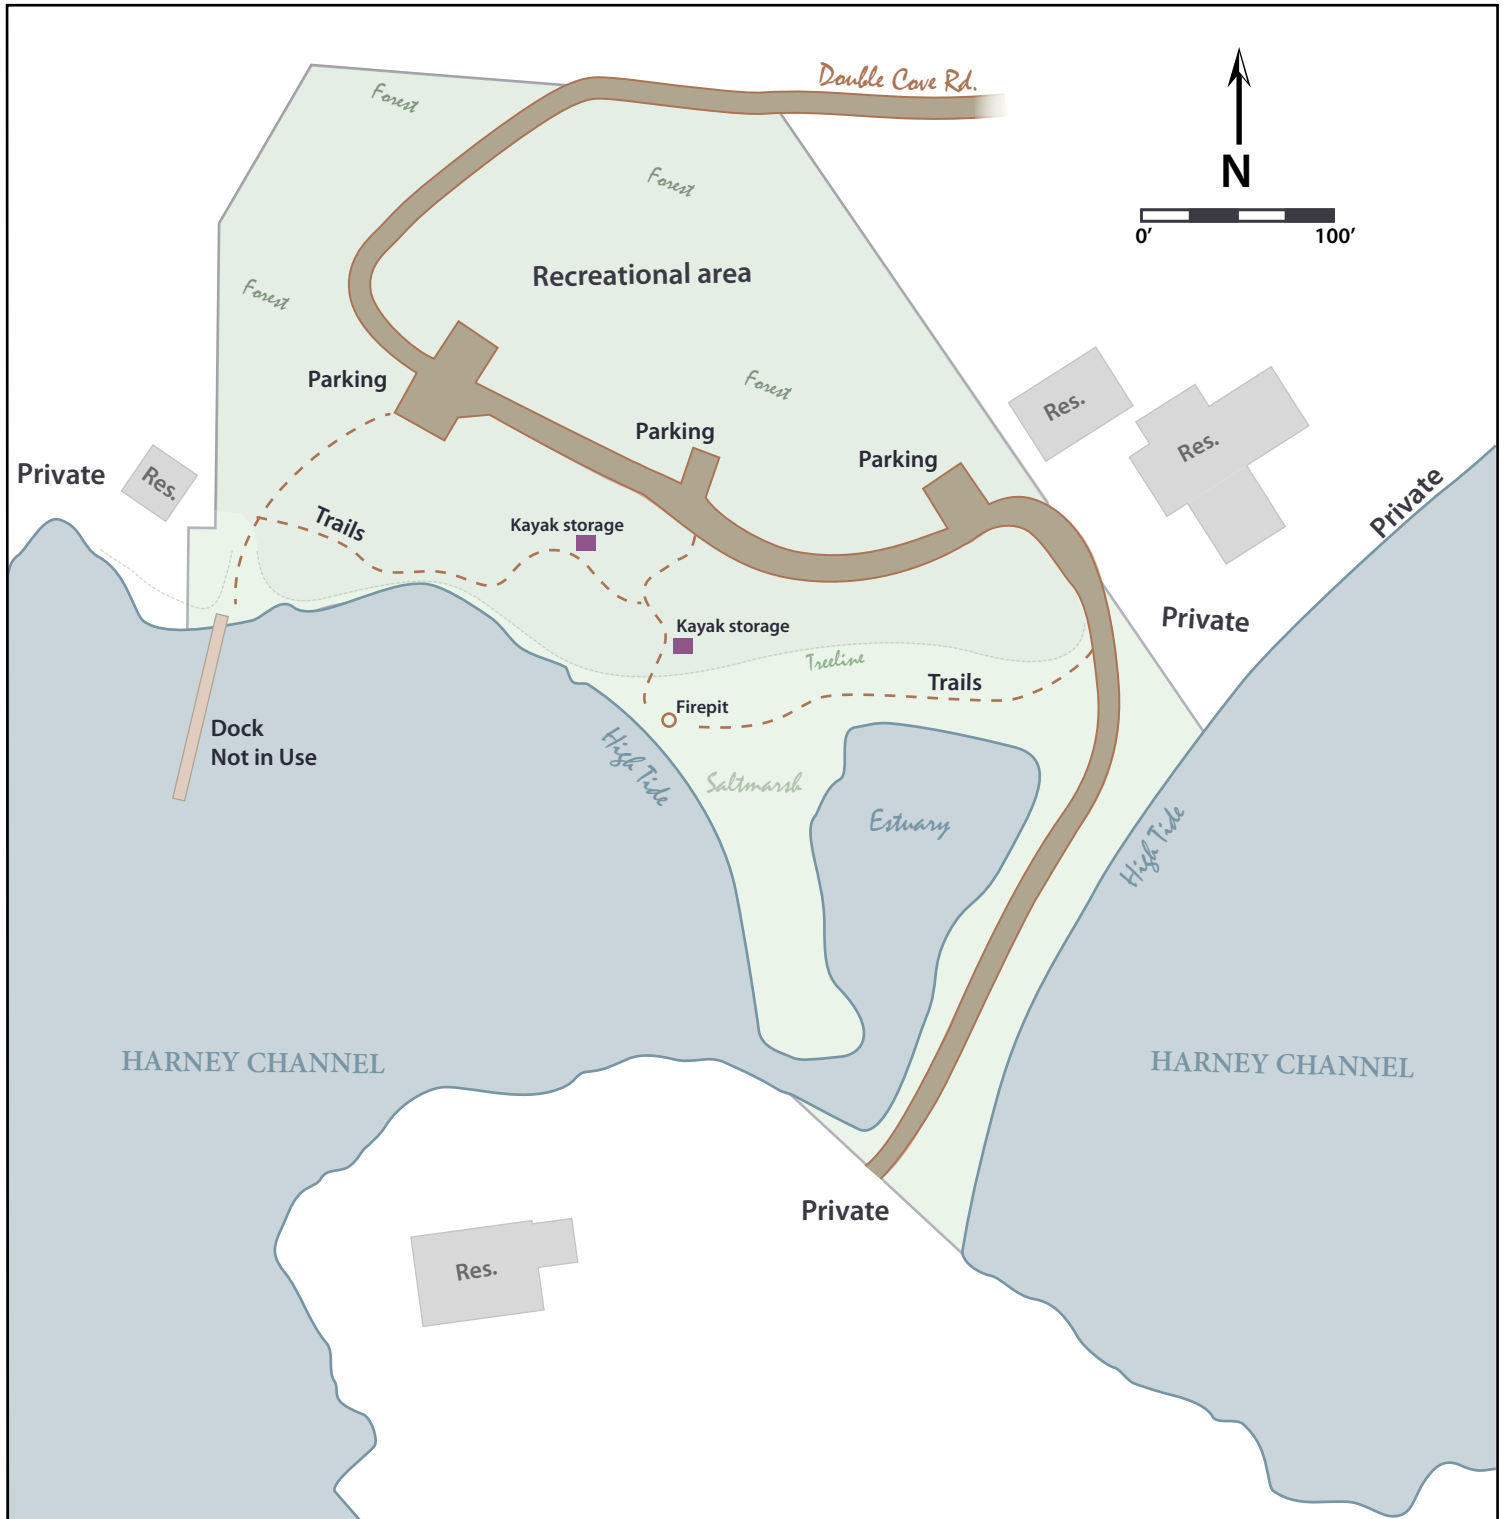 Double Cove Rd.
Forest
Forest
N
0′
100′
Recreational area
Forest
Parking
Forest
Res.
Parking
Res.
Parking
Private
Res.
Private
Trails
Kayak storage
Private
Kayak storage
Treeline
Trails
Firepit
Dock
Not in Use
High Tide
Saltmarsh
Estuary
High Tide
HARNEY CHANNEL
HARNEY CHANNEL
Private
Res.